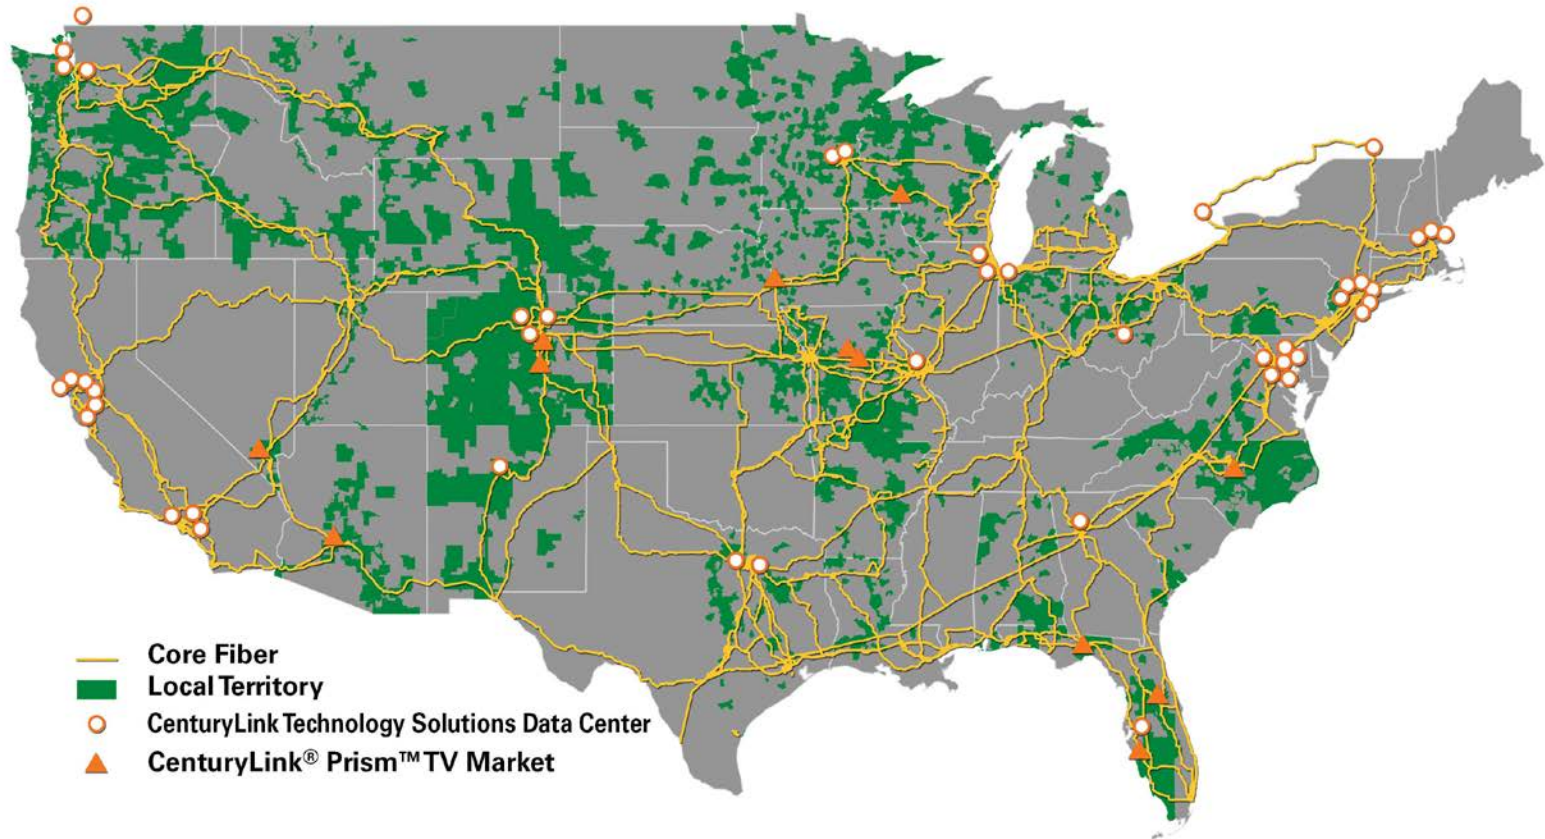 Core Fiber
Local Territory
CenturyLink Technology Solutions Data Center
CenturyLink® Prism™ TV Market